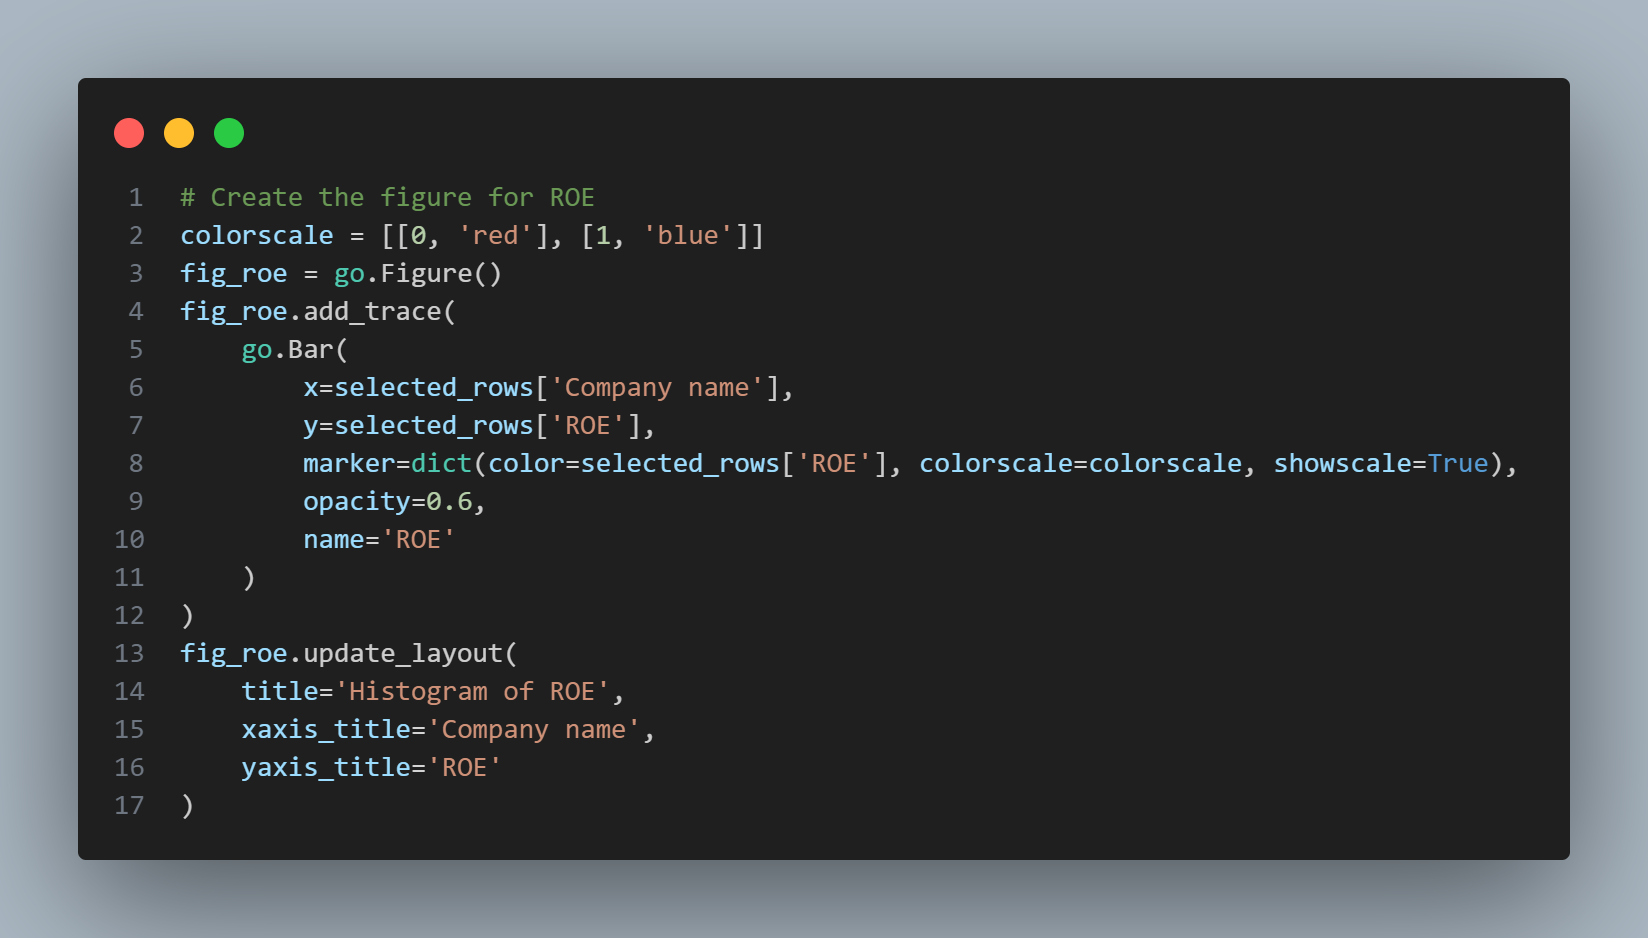 1 # Create the figure for ROE
2 colorscale = [[0, 'red'], [1, 'blue']]
3 fig_roe = go.Figure()
4 fig_roe.add_trace(
5     go.Bar(
6         x=selected_rows['Company name'],
7         y=selected_rows['ROE'],
8         marker=dict(color=selected_rows['ROE'], colorscale=colorscale, showscale=True),
9         opacity=0.6,
10         name='ROE'
11     )
12 )
13 fig_roe.update_layout(
14     title='Histogram of ROE',
15     xaxis_title='Company name',
16     yaxis_title='ROE'
17 )